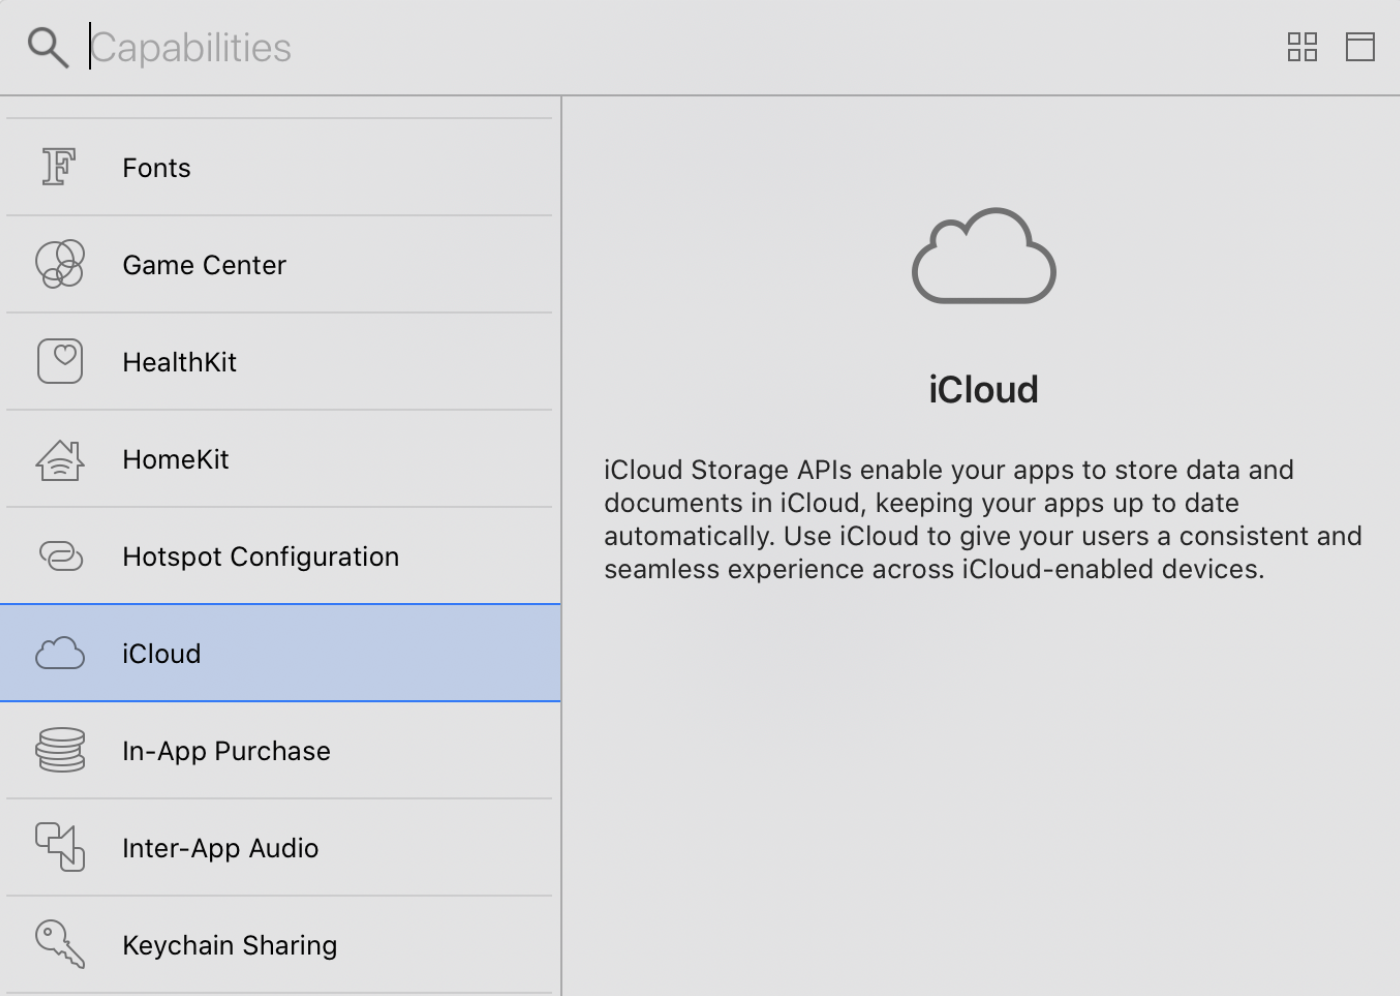 Capabilities
Fonts
Game Center
HealthKit
HomeKit
Hotspot Configuration
iCloud
In-App Purchase
Inter-App Audio
Keychain Sharing
iCloud
iCloud Storage APIs enable your apps to store data and
documents in iCloud, keeping your apps up to date
automatically. Use iCloud to give your users a consistent and
seamless experience across iCloud-enabled devices.